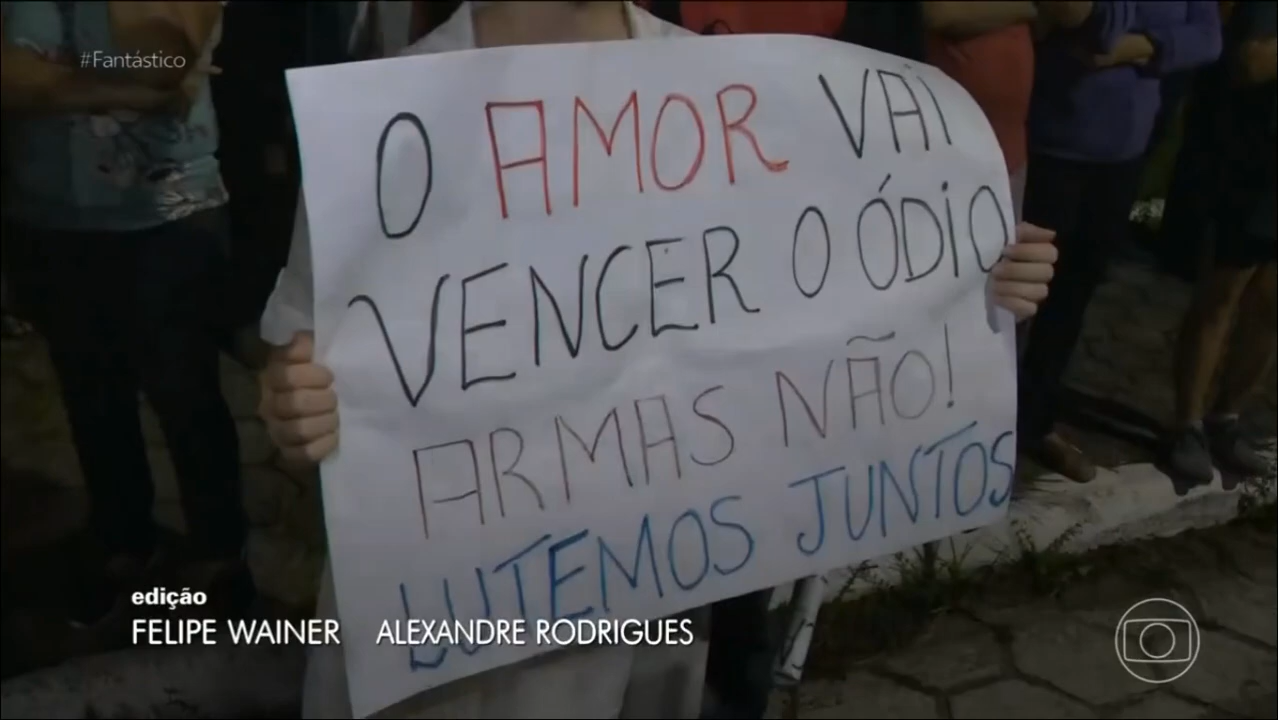 #Fantástico
O AMOR VAI
VENCER O ÓDIO
ARMAS NÃO!
LUTEMOS JUNTOS
edição
FELIPE WAINER ALEXANDRE RODRIGUES